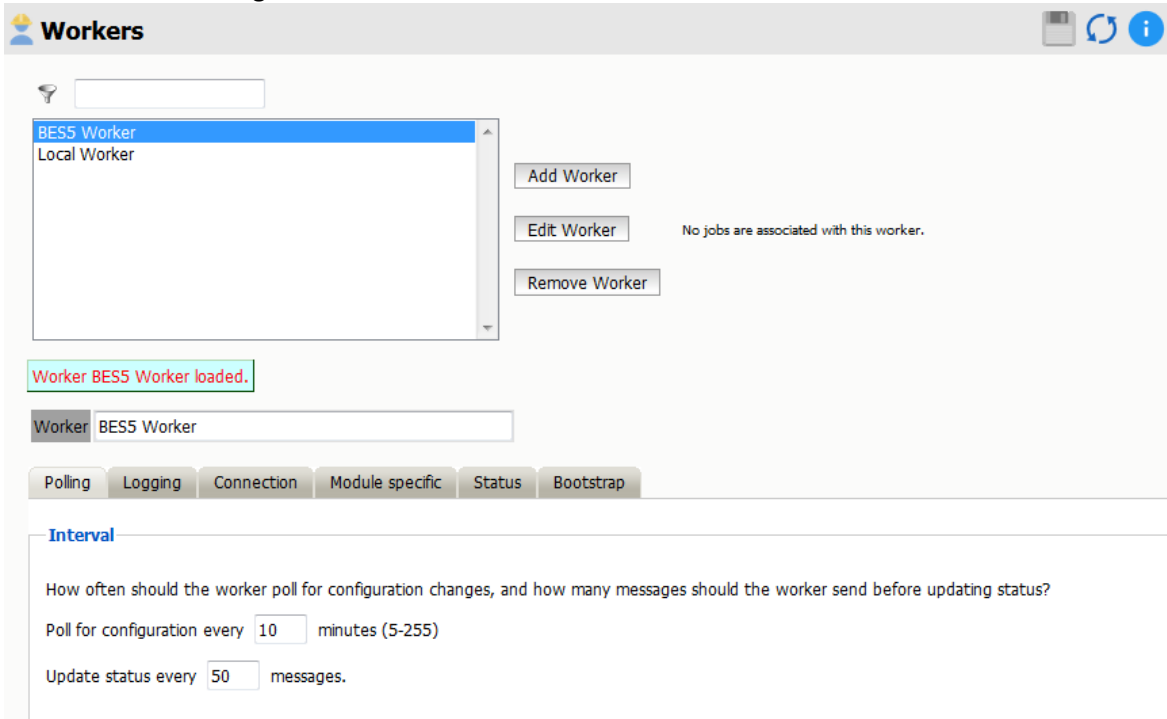 Workers
BES5 Worker
Local Worker
Add Worker
Edit Worker
No jobs are associated with this worker.
Remove Worker
Worker BES5 Worker loaded.
Worker BES5 Worker
Polling Logging Connection Module specific Status Bootstrap
Interval
How often should the worker poll for configuration changes, and how many messages should the worker send before updating status?
Poll for configuration every 10 minutes (5-255)
Update status every 50 messages.